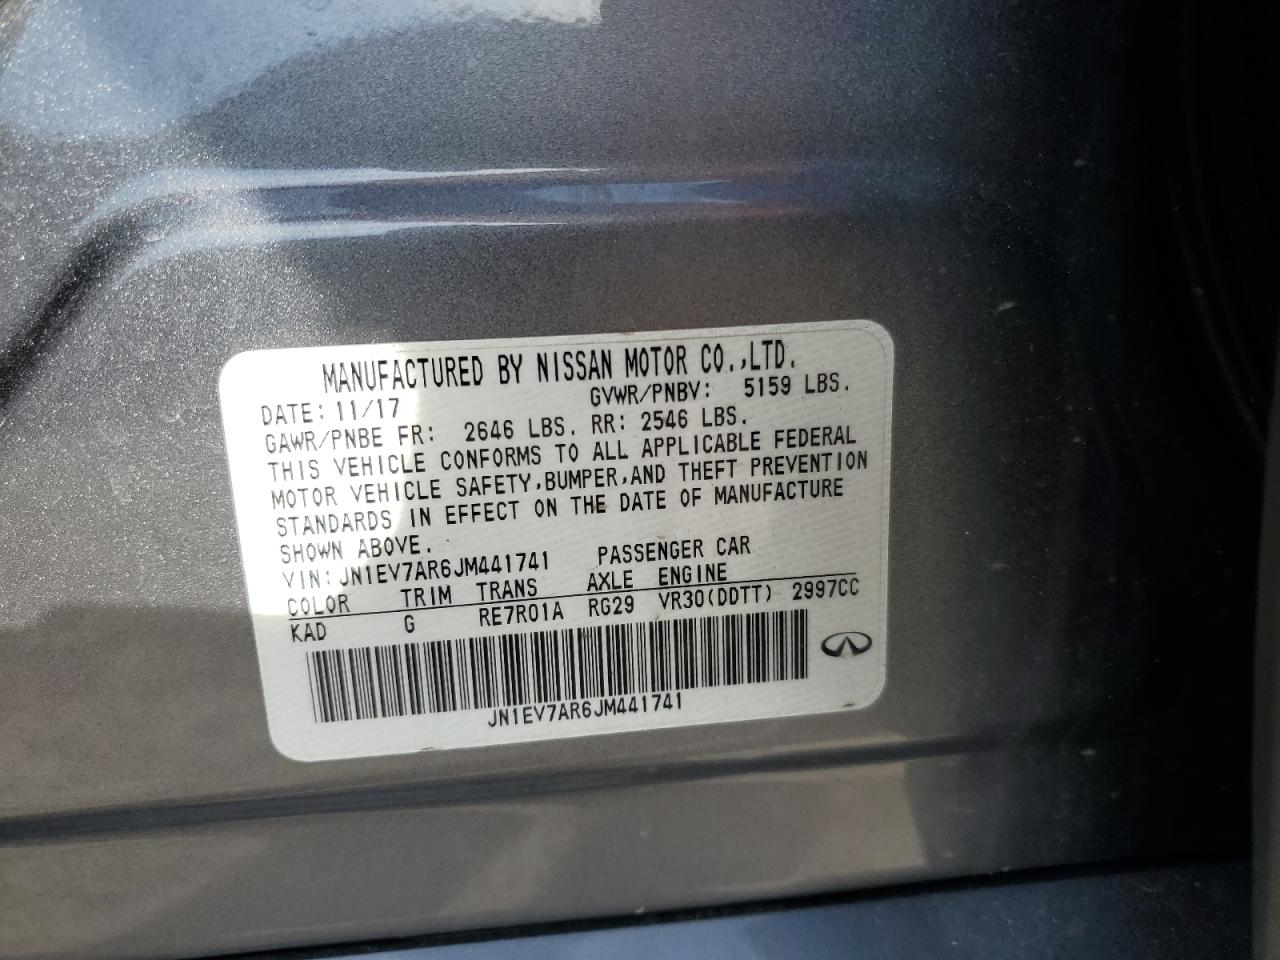 MANUFACTURED BY NISSAN MOTOR CO.,LTD.
DATE: 11/17 GVWR/PNBV: 5159 LBS.
GAWR/PNBE FR: 2646 LBS. RR: 2546 LBS.
THIS VEHICLE CONFORMS TO ALL APPLICABLE FEDERAL
MOTOR VEHICLE SAFETY,BUMPER,AND THEFT PREVENTION
STANDARDS IN EFFECT ON THE DATE OF MANUFACTURE
SHOWN ABOVE.
VIN: JN1EV7AR6JM441741 PASSENGER CAR
COLOR TRIM TRANS AXLE ENGINE
KAD G RE7R01A RG29 VR30(DDTT) 2997CC
JN1EV7AR6JM441741